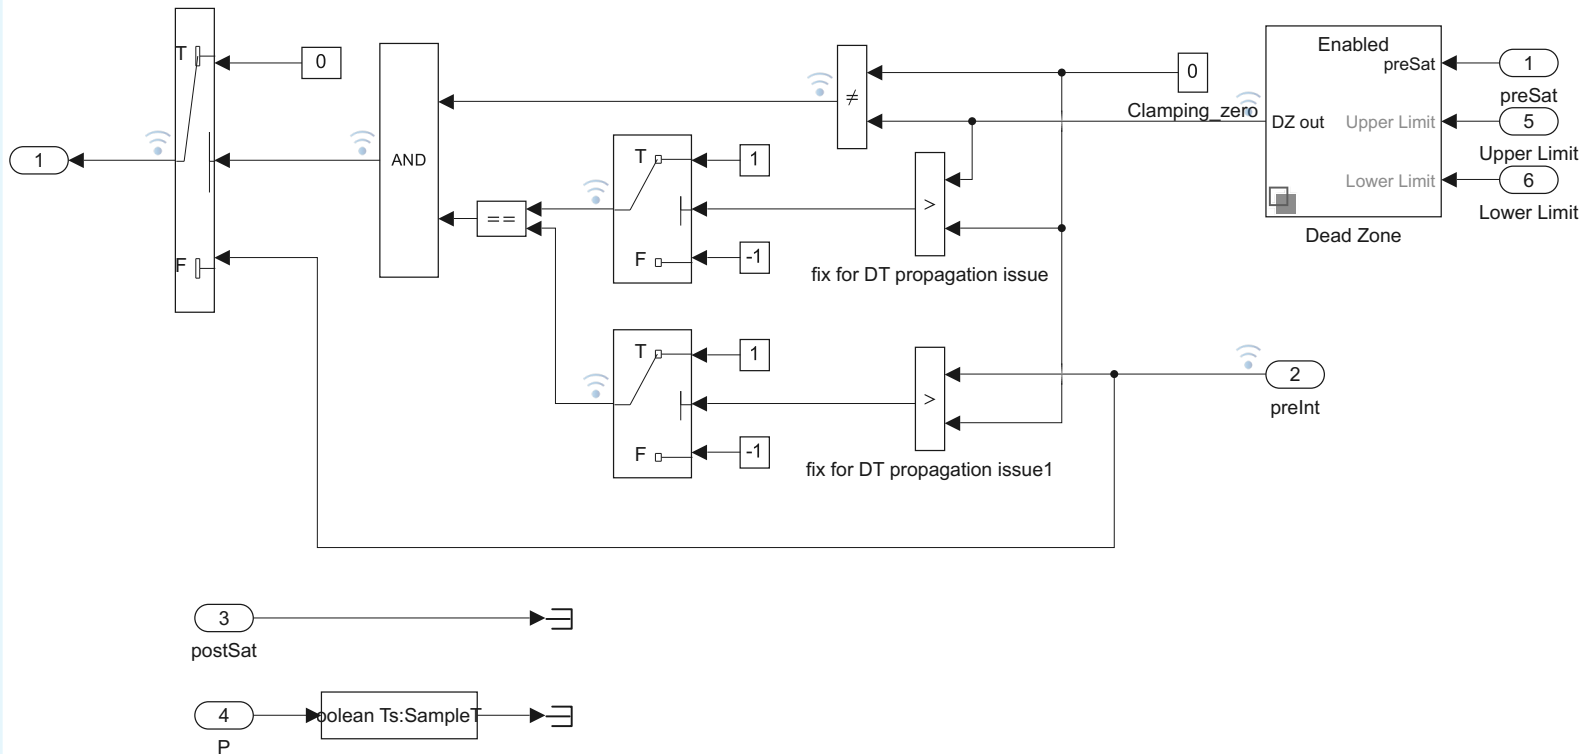 T
0
Enabled
preSat
1
preSat
≠
0
Clamping_zero
DZ out
Upper Limit
5
Upper Limit
1
AND
T
1
>
Lower Limit
6
Lower Limit
==
F
-1
Dead Zone
F
fix for DT propagation issue
T
1
>
2
preInt
F
-1
fix for DT propagation issue1
3
postSat
4
oolean Ts:SampleT
P